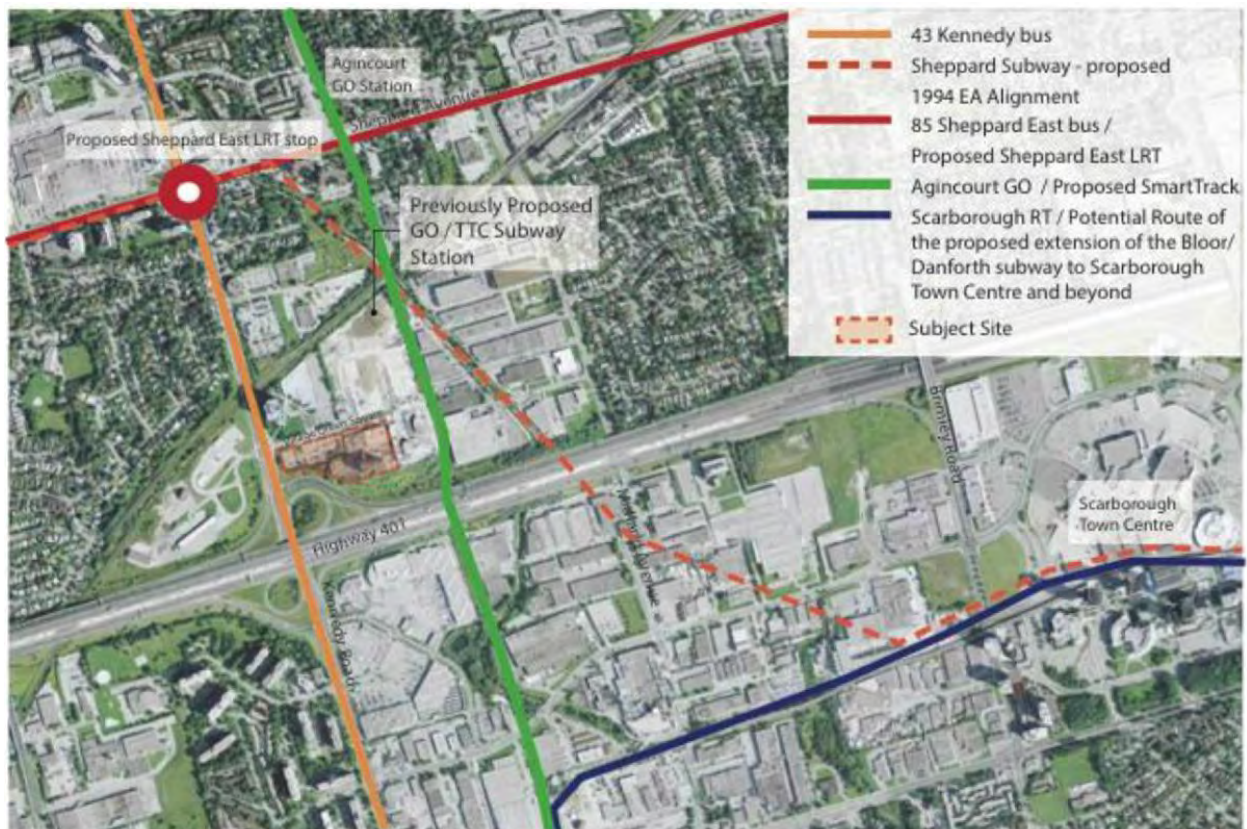 43 Kennedy bus
Sheppard Subway - proposed
1994 EA Alignment
85 Sheppard East bus /
Proposed Sheppard East LRT
Agincourt GO / Proposed SmartTrack
Scarborough RT / Potential Route of
the proposed extension of the Bloor/
Danforth subway to Scarborough
Town Centre and beyond
Subject Site
Agincourt
GO Station
Sheppard Avenue
Proposed Sheppard East LRT stop
Previously Proposed
GO / TTC Subway
Station
Highway 401
Kennedy Road
Midland Avenue
Brimley Road
Scarborough
Town Centre